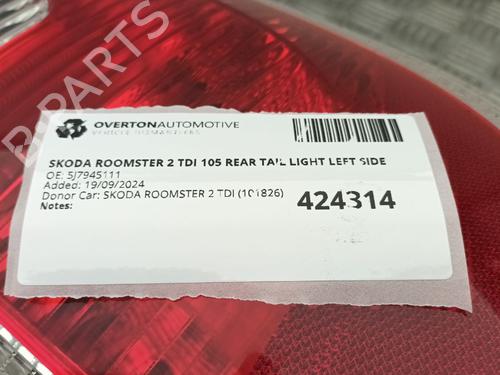 B-PARTS
OVERTONAUTOMOTIVE
VEHICLE DISMANTLERS
SKODA ROOMSTER 2 TDI 105 REAR TAIL LIGHT LEFT SIDE
OE: 5J7945111
Added: 19/09/2024
Donor Car: SKODA ROOMSTER 2 TDI (101826)
Notes:
424314